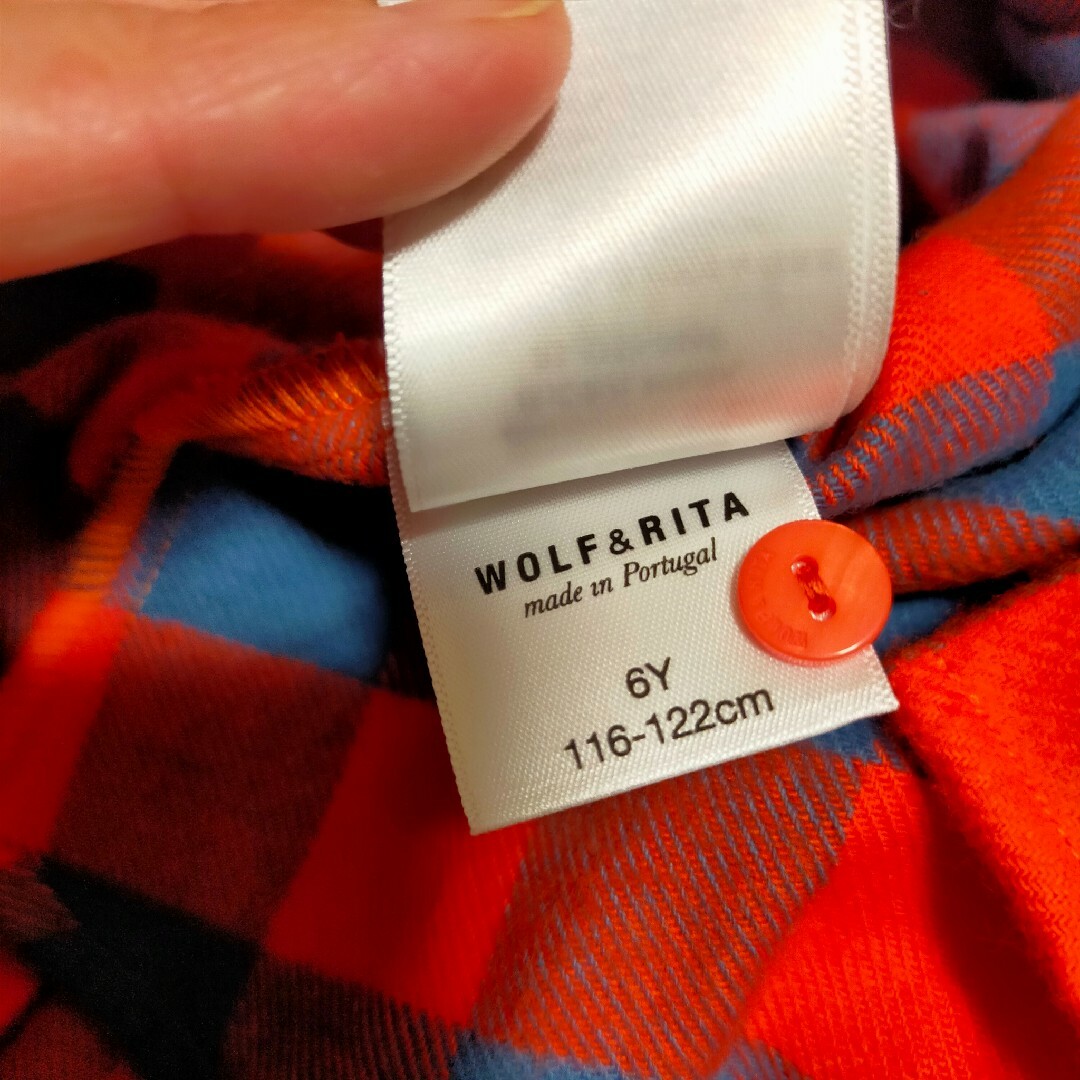 WOLF&RITA
made in Portugal
6Y
116-122cm